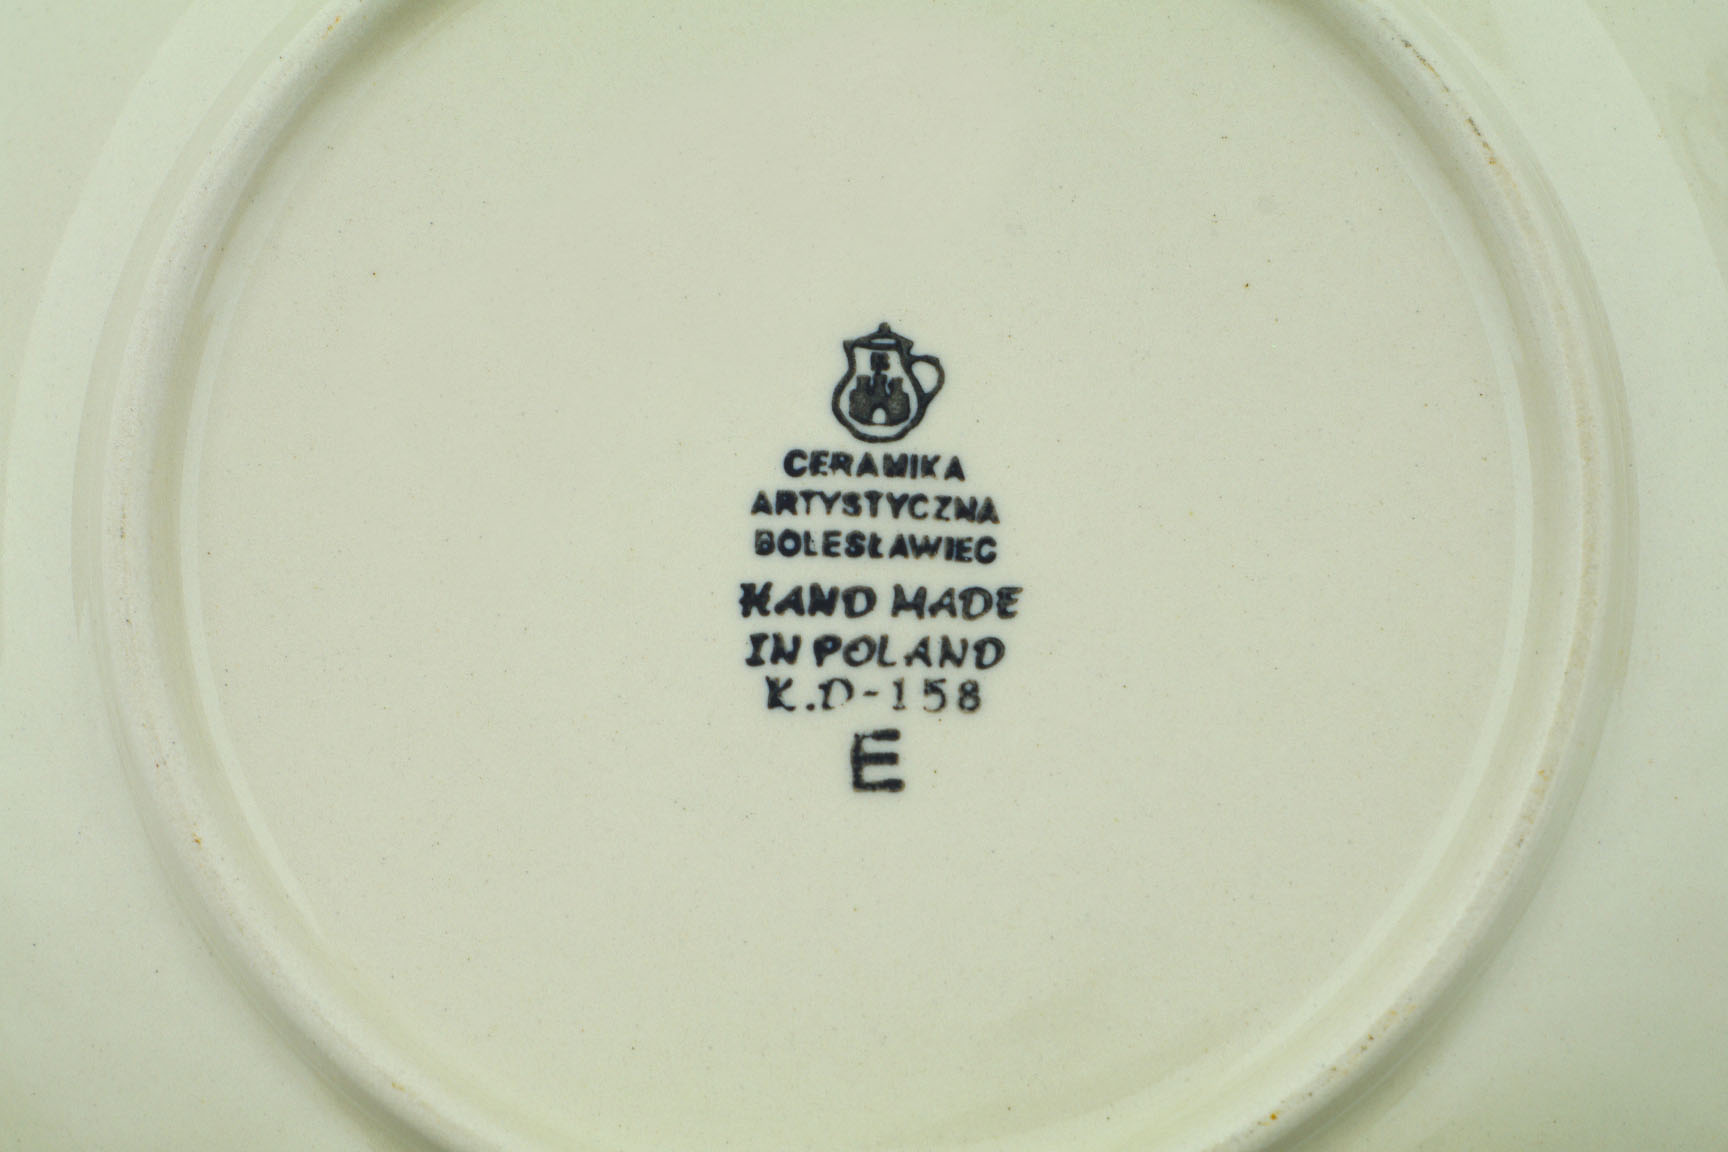 CERAMIKA
ARTYSTYCZNA
BOLESŁAWIEC
HAND MADE
IN POLAND
K.D-158
E